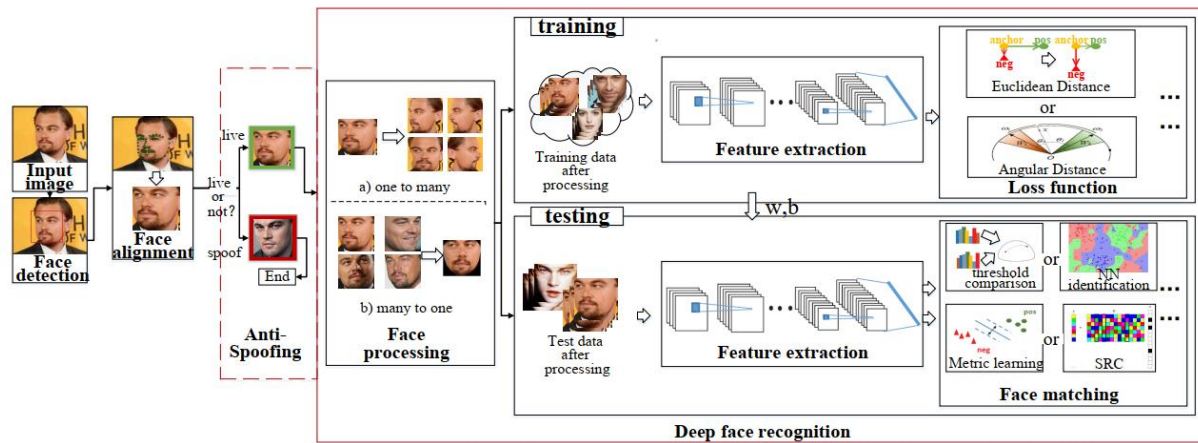 Input
image
Face
detection
Face
alignment
live
live
or
not?
spoof
End
Anti-
Spoofing
a) one to many
b) many to one
Face
processing
training
Training data
after
processing
Feature extraction
anchor pos
neg
anchor pos
neg
Euclidean Distance
or
Angular Distance
Loss function
w,b
testing
Test data
after
processing
Feature extraction
threshold
comparison
or
NN
identification
pos
neg
Metric learning
or
SRC
Face matching
Deep face recognition